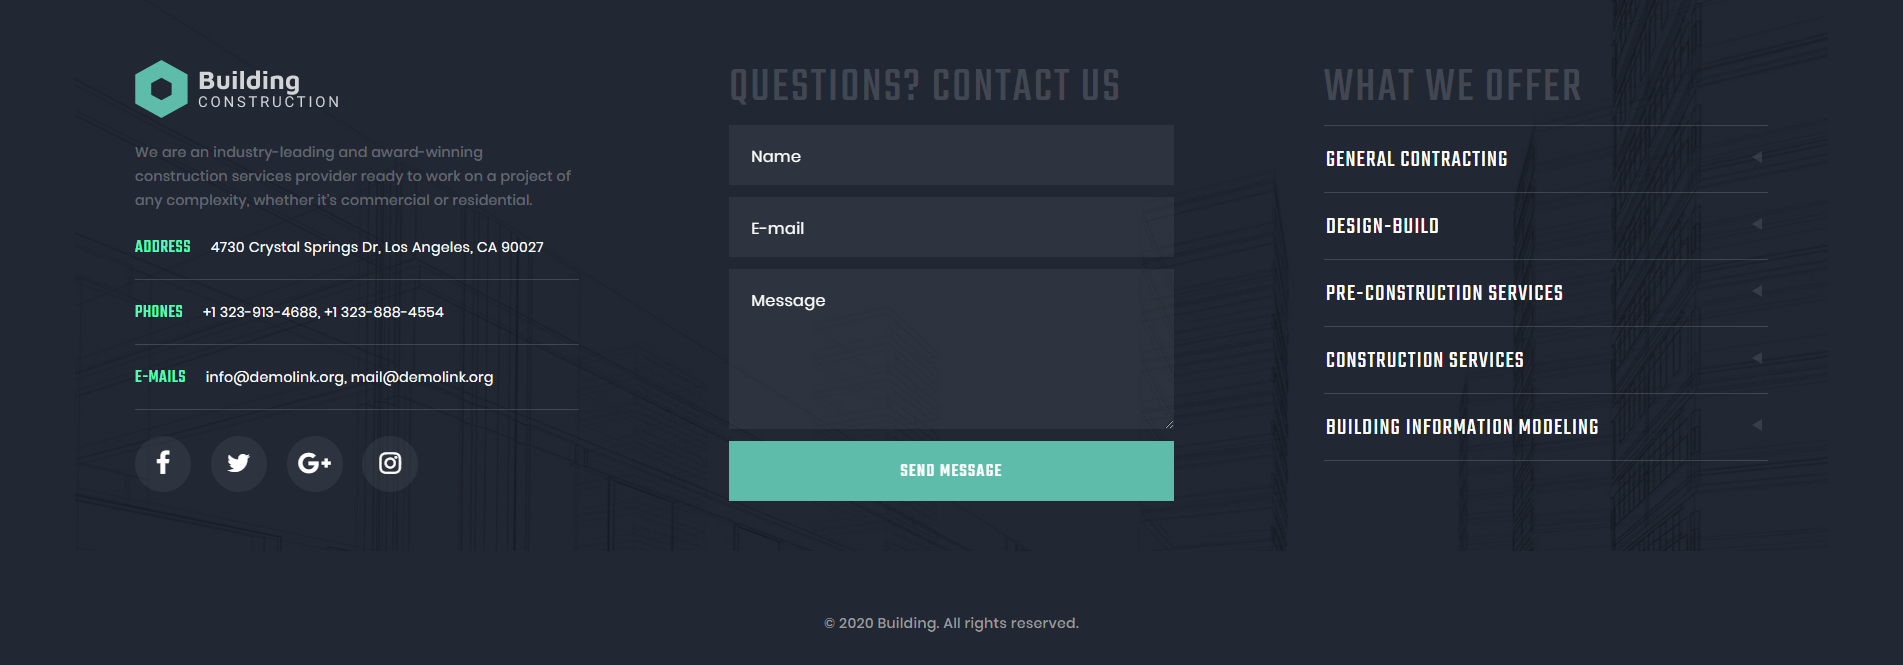 Building
CONSTRUCTION
We are an industry-leading and award-winning
construction services provider ready to work on a project of
any complexity, whether it's commercial or residential.
ADDRESS 4730 Crystal Springs Dr, Los Angeles, CA 90027
PHONES +1 323-913-4688, +1 323-888-4554
E-MAILS info@demolink.org, mail@demolink.org
QUESTIONS? CONTACT US
Name
E-mail
Message
SEND MESSAGE
WHAT WE OFFER
GENERAL CONTRACTING
DESIGN-BUILD
PRE-CONSTRUCTION SERVICES
CONSTRUCTION SERVICES
BUILDING INFORMATION MODELING
© 2020 Building. All rights reserved.